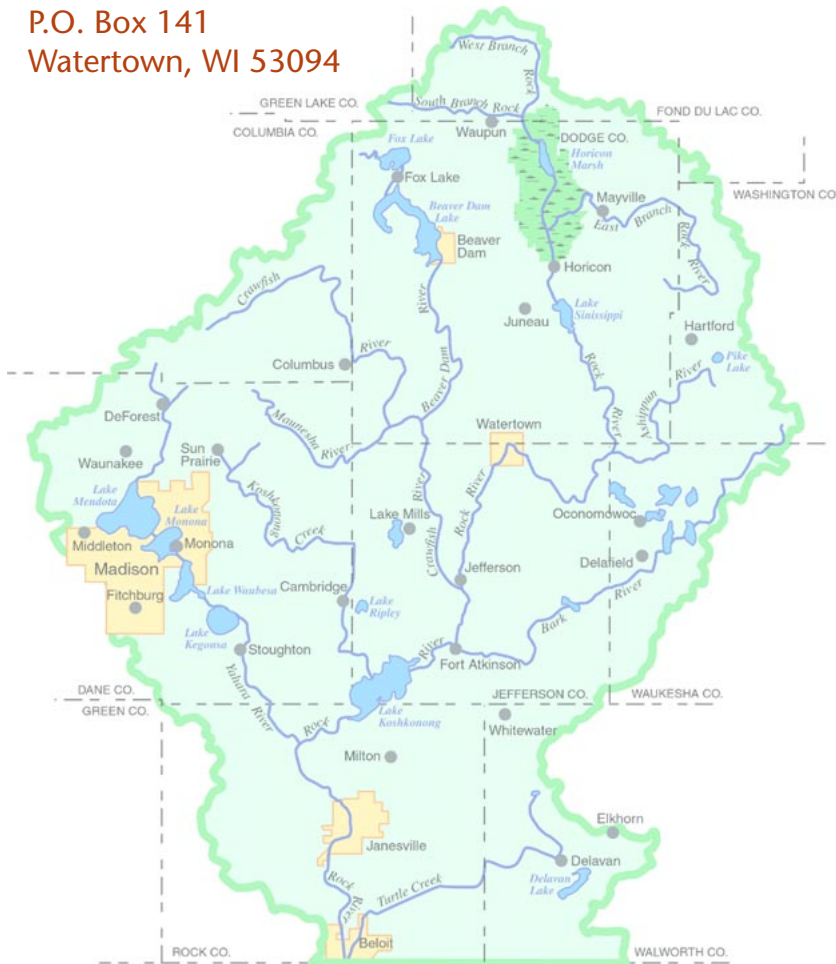 P.O. Box 141
Watertown, WI 53094
West Branch
Rock
River
GREEN LAKE CO.
South Branch Rock
FOND DU LAC CO.
COLUMBIA CO.
Waupun
DODGE CO.
Fox Lake
Horicon
Marsh
Fox Lake
WASHINGTON CO
Mayville
East Branch
Rock
River
Beaver Dam
Lake
Beaver
Dam
Horicon
Crawfish
River
River
Lake
Sinissippi
Juneau
Hartford
Columbus
Beaver Dam
Rock
River
Pike
Lake
River
Ashippun
DeForest
Maunesha
River
Watertown
Waunakee
Sun
Prairie
Lake
Mendota
Koshkonong
Creek
River
Crawfish
River
Rock
Lake
Monona
Lake Mills
Oconomowoc
Middleton
Monona
Madison
Delafield
Fitchburg
Lake Waubesa
Cambridge
Lake
Ripley
Jefferson
Bark
River
Lake
Kegonsa
Stoughton
River
Fort Atkinson
Yahara
River
DANE CO.
GREEN CO.
JEFFERSON CO.
WAUKESHA CO.
Rock
Lake
Koshkonong
Whitewater
Milton
Elkhorn
Janesville
Delavan
Rock
River
Turtle Creek
Delavan
Lake
Beloit
ROCK CO.
WALWORTH CO.